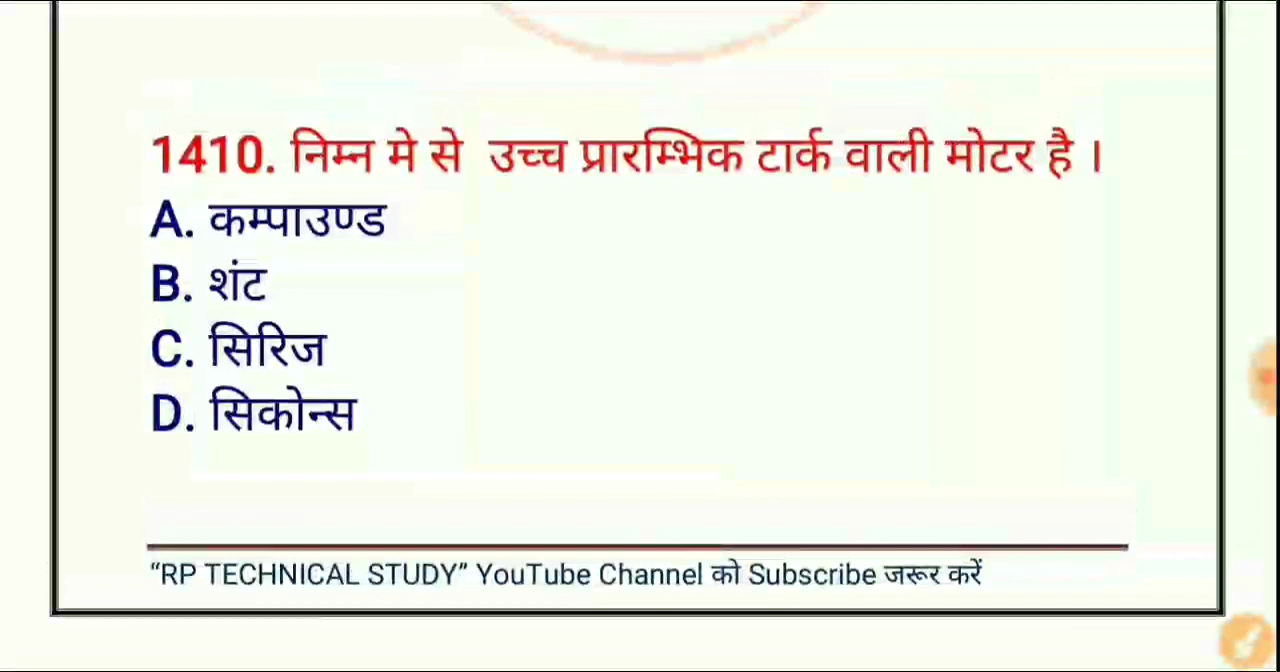 1410. निम्न मे से उच्च प्रारम्भिक टार्क वाली मोटर है ।
A. कम्पाउण्ड
B. शंट
C. सिरिज
D. सिकोन्स
“RP TECHNICAL STUDY” YouTube Channel को Subscribe जरूर करें